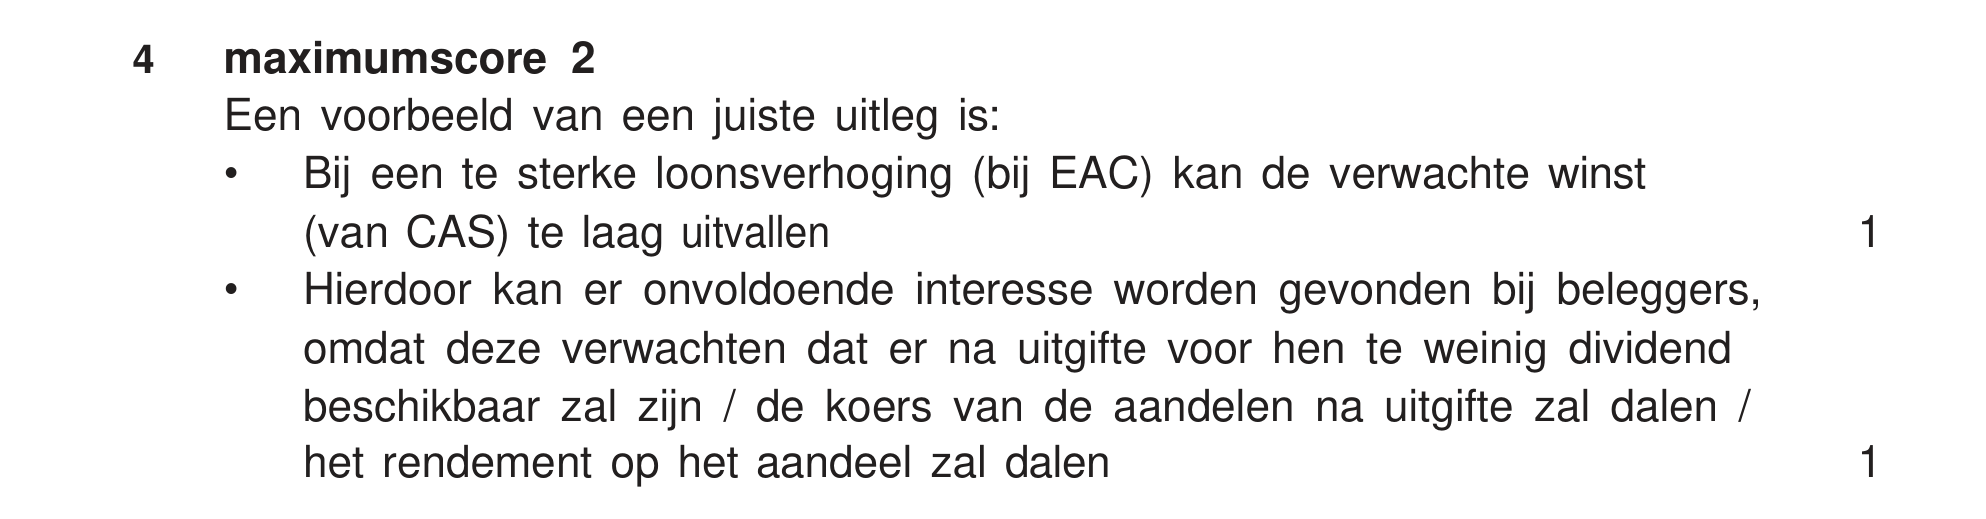 4 maximumscore 2
Een voorbeeld van een juiste uitleg is:
• Bij een te sterke loonsverhoging (bij EAC) kan de verwachte winst
(van CAS) te laag uitvallen 1
• Hierdoor kan er onvoldoende interesse worden gevonden bij beleggers,
omdat deze verwachten dat er na uitgifte voor hen te weinig dividend
beschikbaar zal zijn / de koers van de aandelen na uitgifte zal dalen /
het rendement op het aandeel zal dalen 1